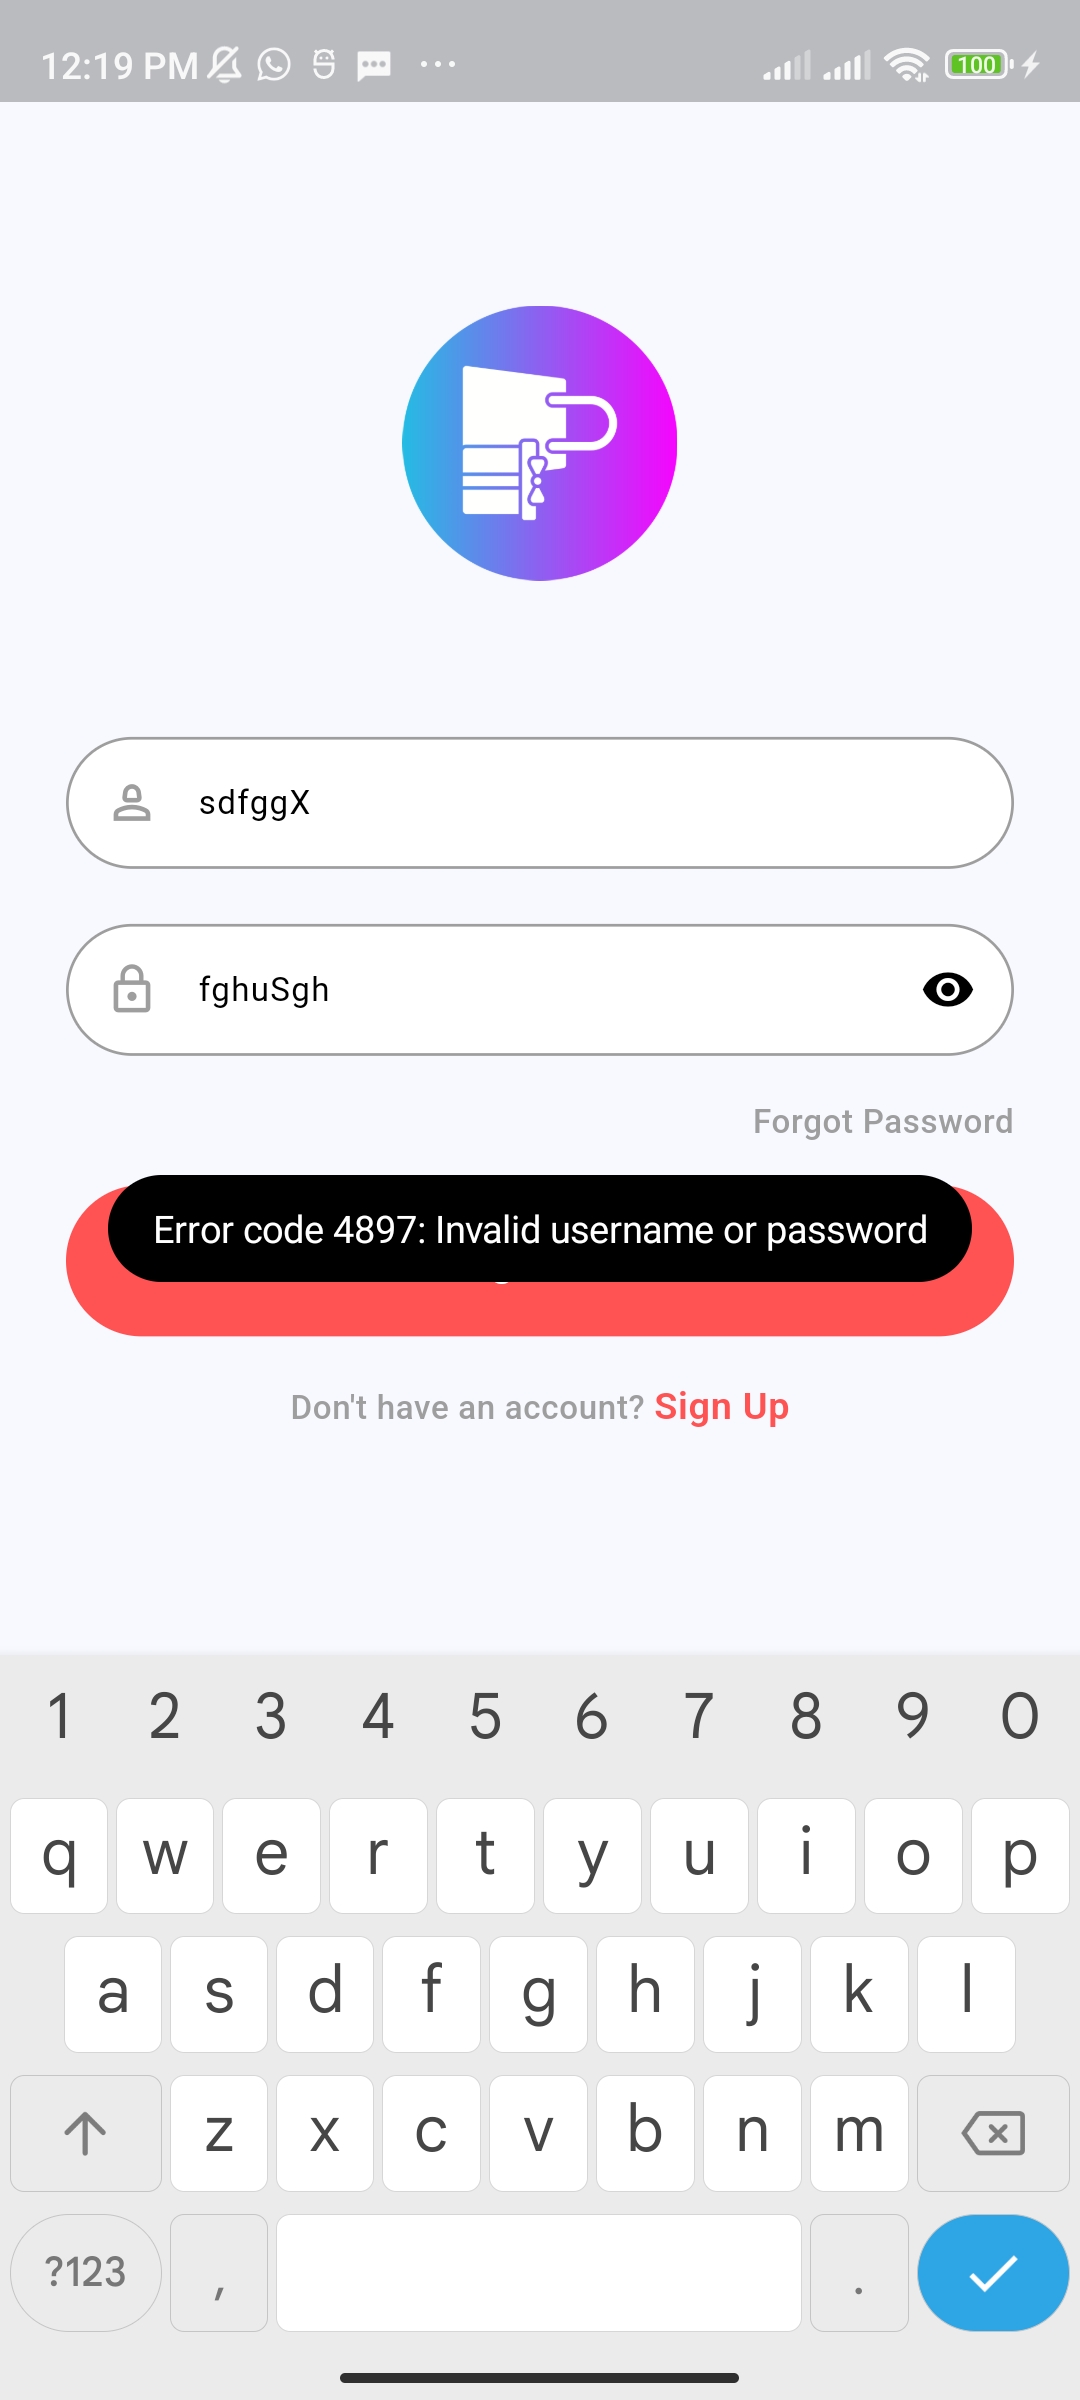 12:19 PM
100
sdfggX
fghuSgh
Forgot Password
Error code 4897: Invalid username or password
Don't have an account? Sign Up
1 2 3 4 5 6 7 8 9 0
q w e r t y u i o p
a s d f g h j k l
z x c v b n m
?123 , .